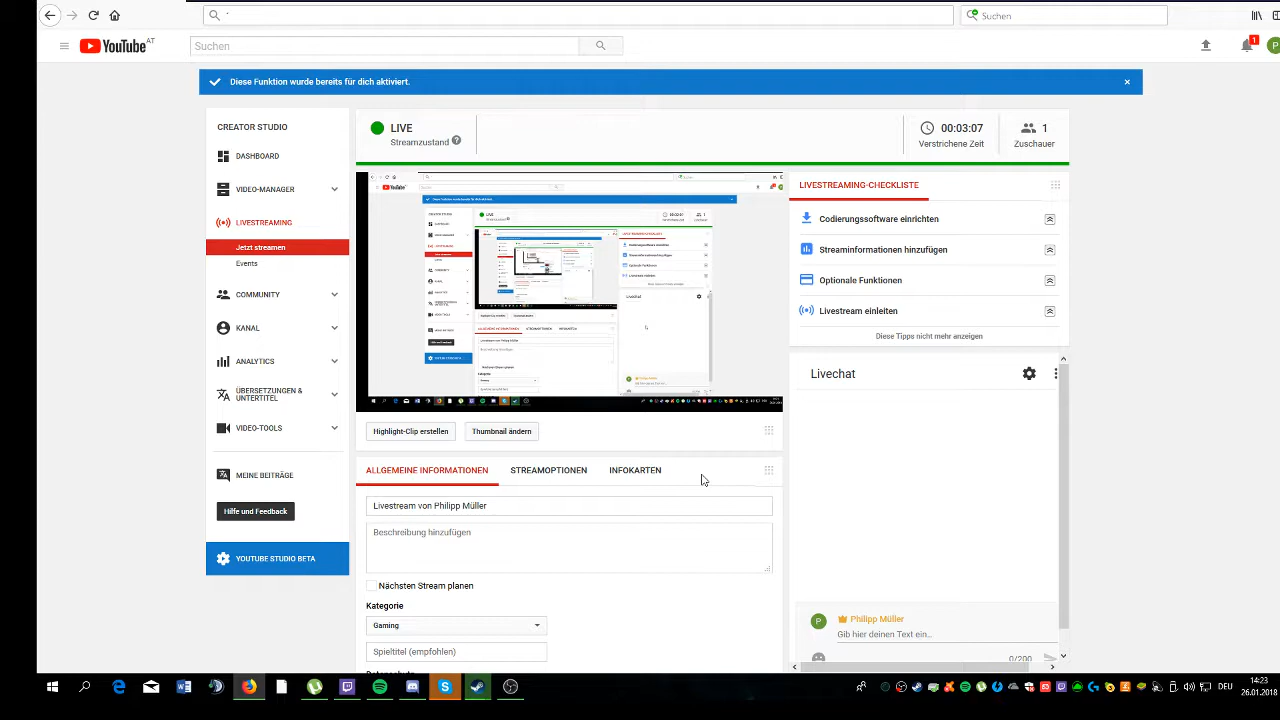 Suchen
YouTube AT
Suchen
1
P
Diese Funktion wurde bereits für dich aktiviert.
×
CREATOR STUDIO
DASHBOARD
VIDEO-MANAGER
LIVESTREAMING
Jetzt streamen
Events
COMMUNITY
KANAL
ANALYTICS
ÜBERSETZUNGEN &
UNTERTITEL
VIDEO-TOOLS
MEINE BEITRÄGE
Hilfe und Feedback
YOUTUBE STUDIO BETA
LIVE
Streamzustand ?
00:03:07
Verstrichene Zeit
1
Zuschauer
Highlight-Clip erstellen
Thumbnail ändern
ALLGEMEINE INFORMATIONEN
STREAMOPTIONEN
INFOKARTEN
Livestream von Philipp Müller
Beschreibung hinzufügen
Nächsten Stream planen
Kategorie
Gaming
Spieltitel (empfohlen)
LIVESTREAMING-CHECKLISTE
Codierungssoftware einrichten
Streaminformationen hinzufügen
Optionale Funktionen
Livestream einleiten
Diese Tipps nicht mehr anzeigen
Livechat
P
Philipp Müller
Gib hier deinen Text ein...
0/200
DEU
14:23
26.01.2018